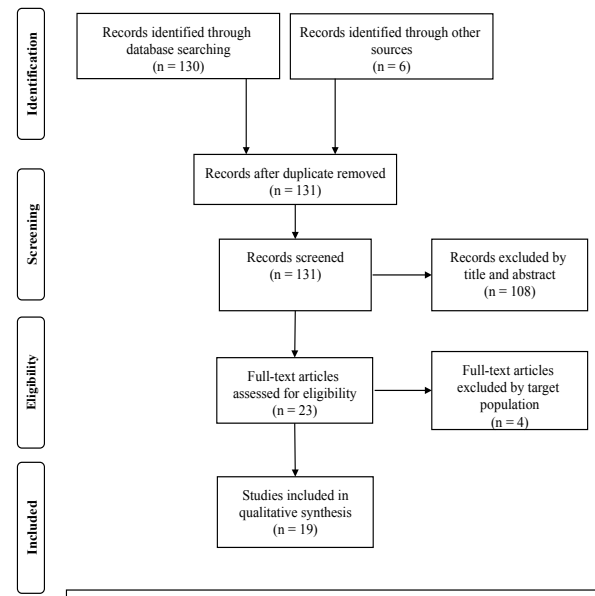 Identification
Records identified through
database searching
(n = 130)
Records identified through other
sources
(n = 6)
Records after duplicate removed
(n = 131)
Screening
Records screened
(n = 131)
Records excluded by
title and abstract
(n = 108)
Eligibility
Full-text articles
assessed for eligibility
(n = 23)
Full-text articles
excluded by target
population
(n = 4)
Included
Studies included in
qualitative synthesis
(n = 19)